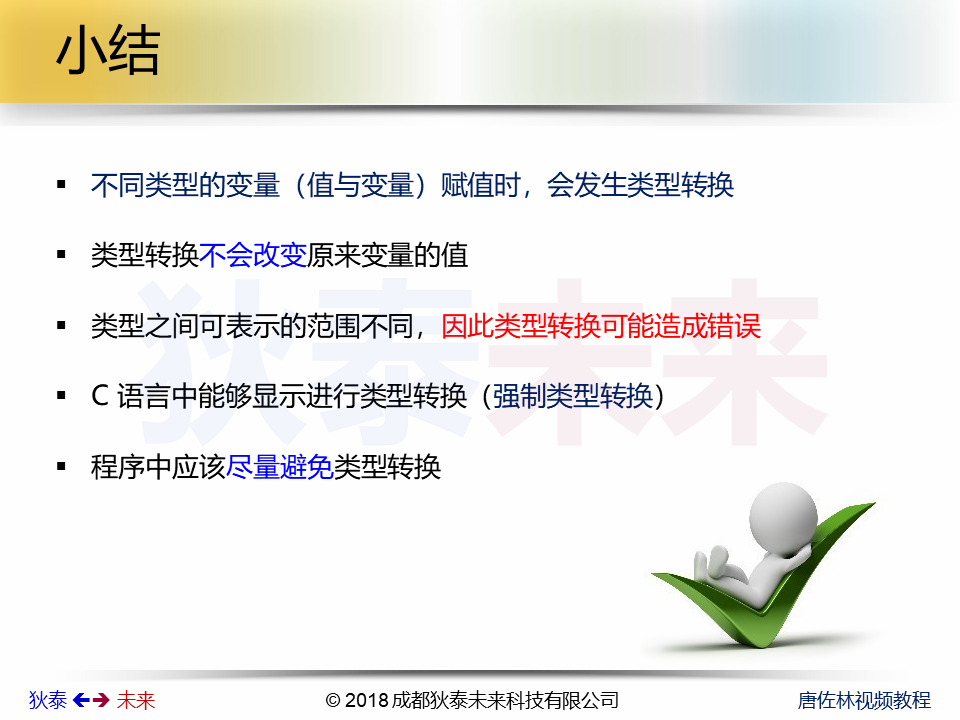 小结
▪ 不同类型的变量（值与变量）赋值时，会发生类型转换
▪ 类型转换不会改变原来变量的值
▪ 类型之间可表示的范围不同，因此类型转换可能造成错误
▪ C 语言中能够显示进行类型转换（强制类型转换）
▪ 程序中应该尽量避免类型转换
狄泰未来
狄泰 ←→ 未来
© 2018 成都狄泰未来科技有限公司
唐佐林视频教程